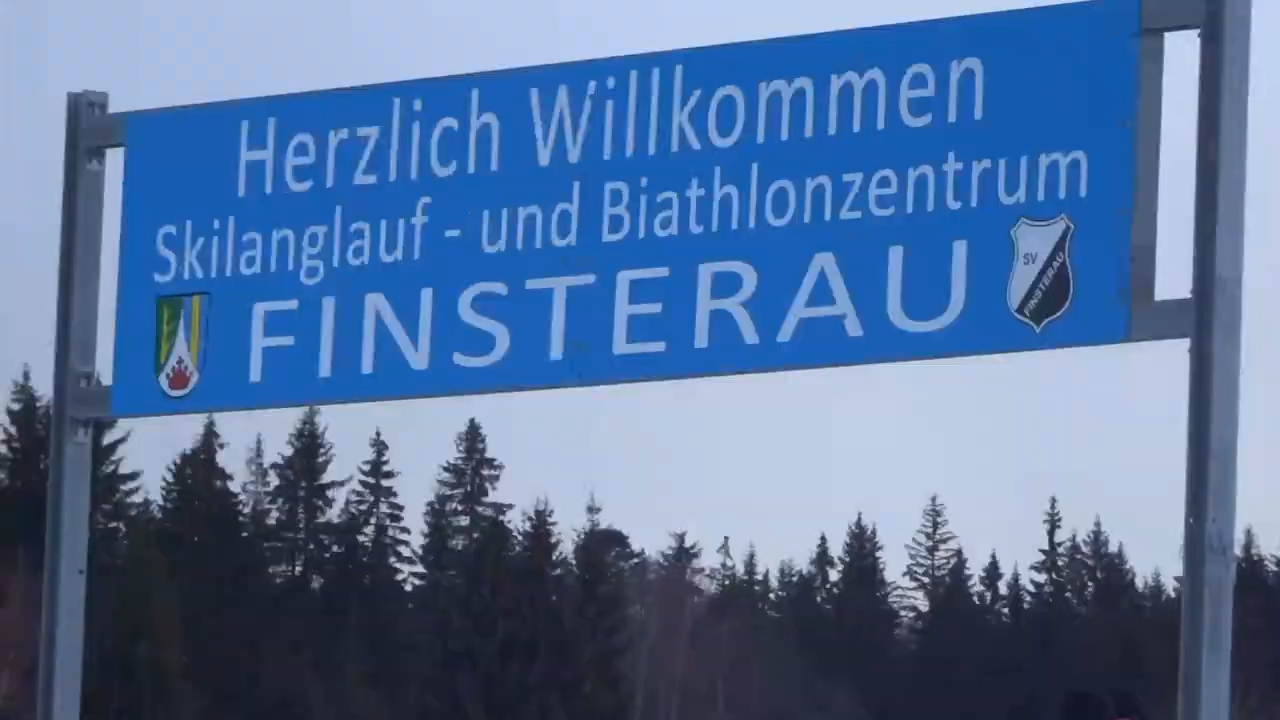 Herzlich Willkommen
Skilanglauf - und Biathlonzentrum
FINSTERAU
SV
FINSTERAU